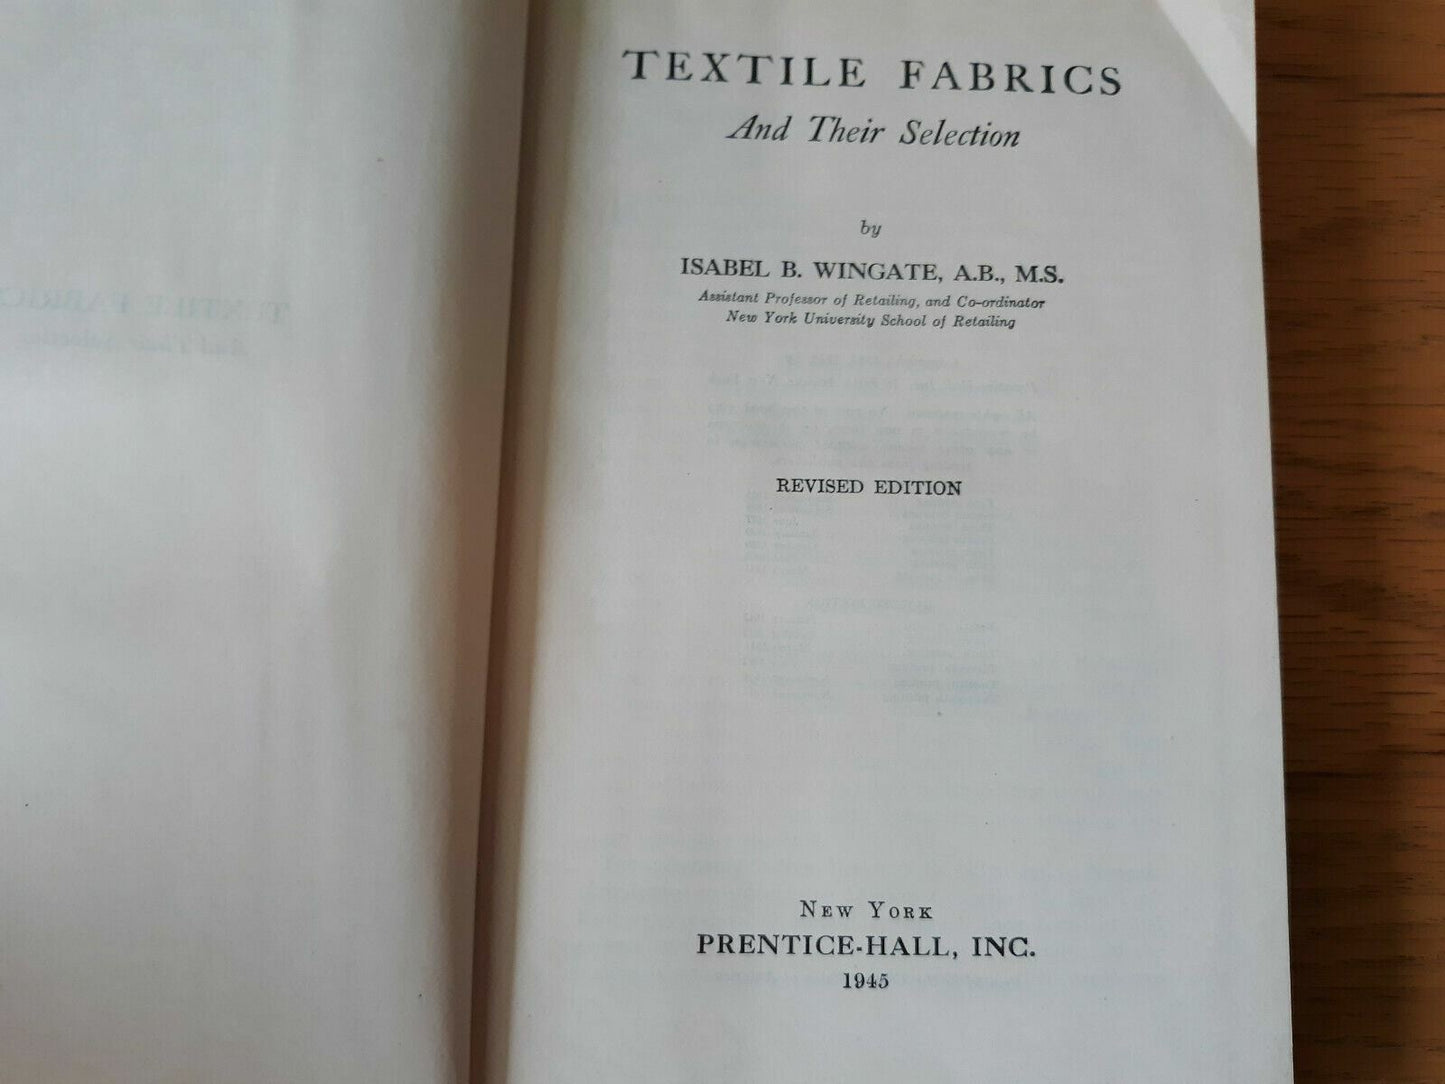 TEXTILE FABRICS
And Their Selection
by
ISABEL B. WINGATE, A.B., M.S.
Assistant Professor of Retailing, and Co-ordinator
New York University School of Retailing
REVISED EDITION
NEW YORK
PRENTICE-HALL, INC.
1945